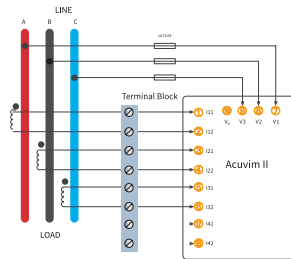 LINE
A B C
1A FUSE
Terminal Block
I11
I12
I21
I22
I31
I32
I41
I42
Vn V3 V2 V1
Acuvim II
LOAD